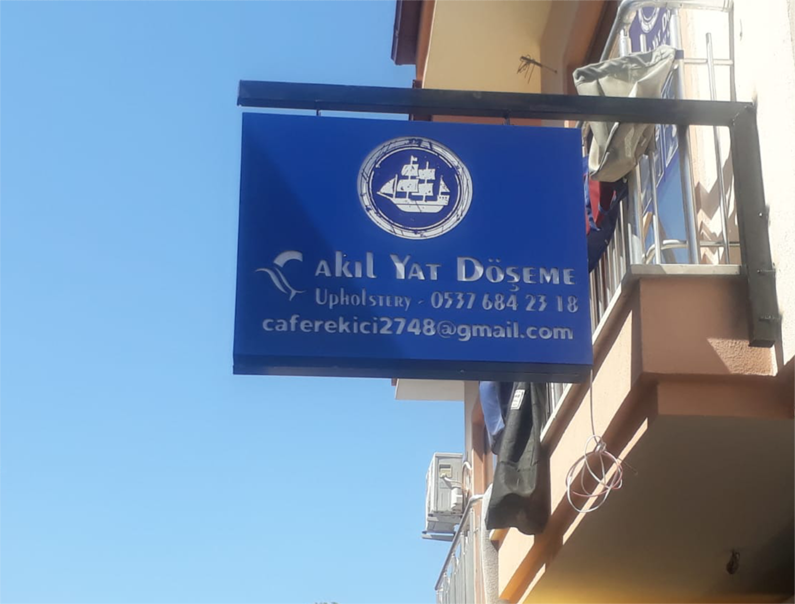 Çakıl Yat Döşeme
Upholstery - 0537 684 23 18
caferekici2748@gmail.com